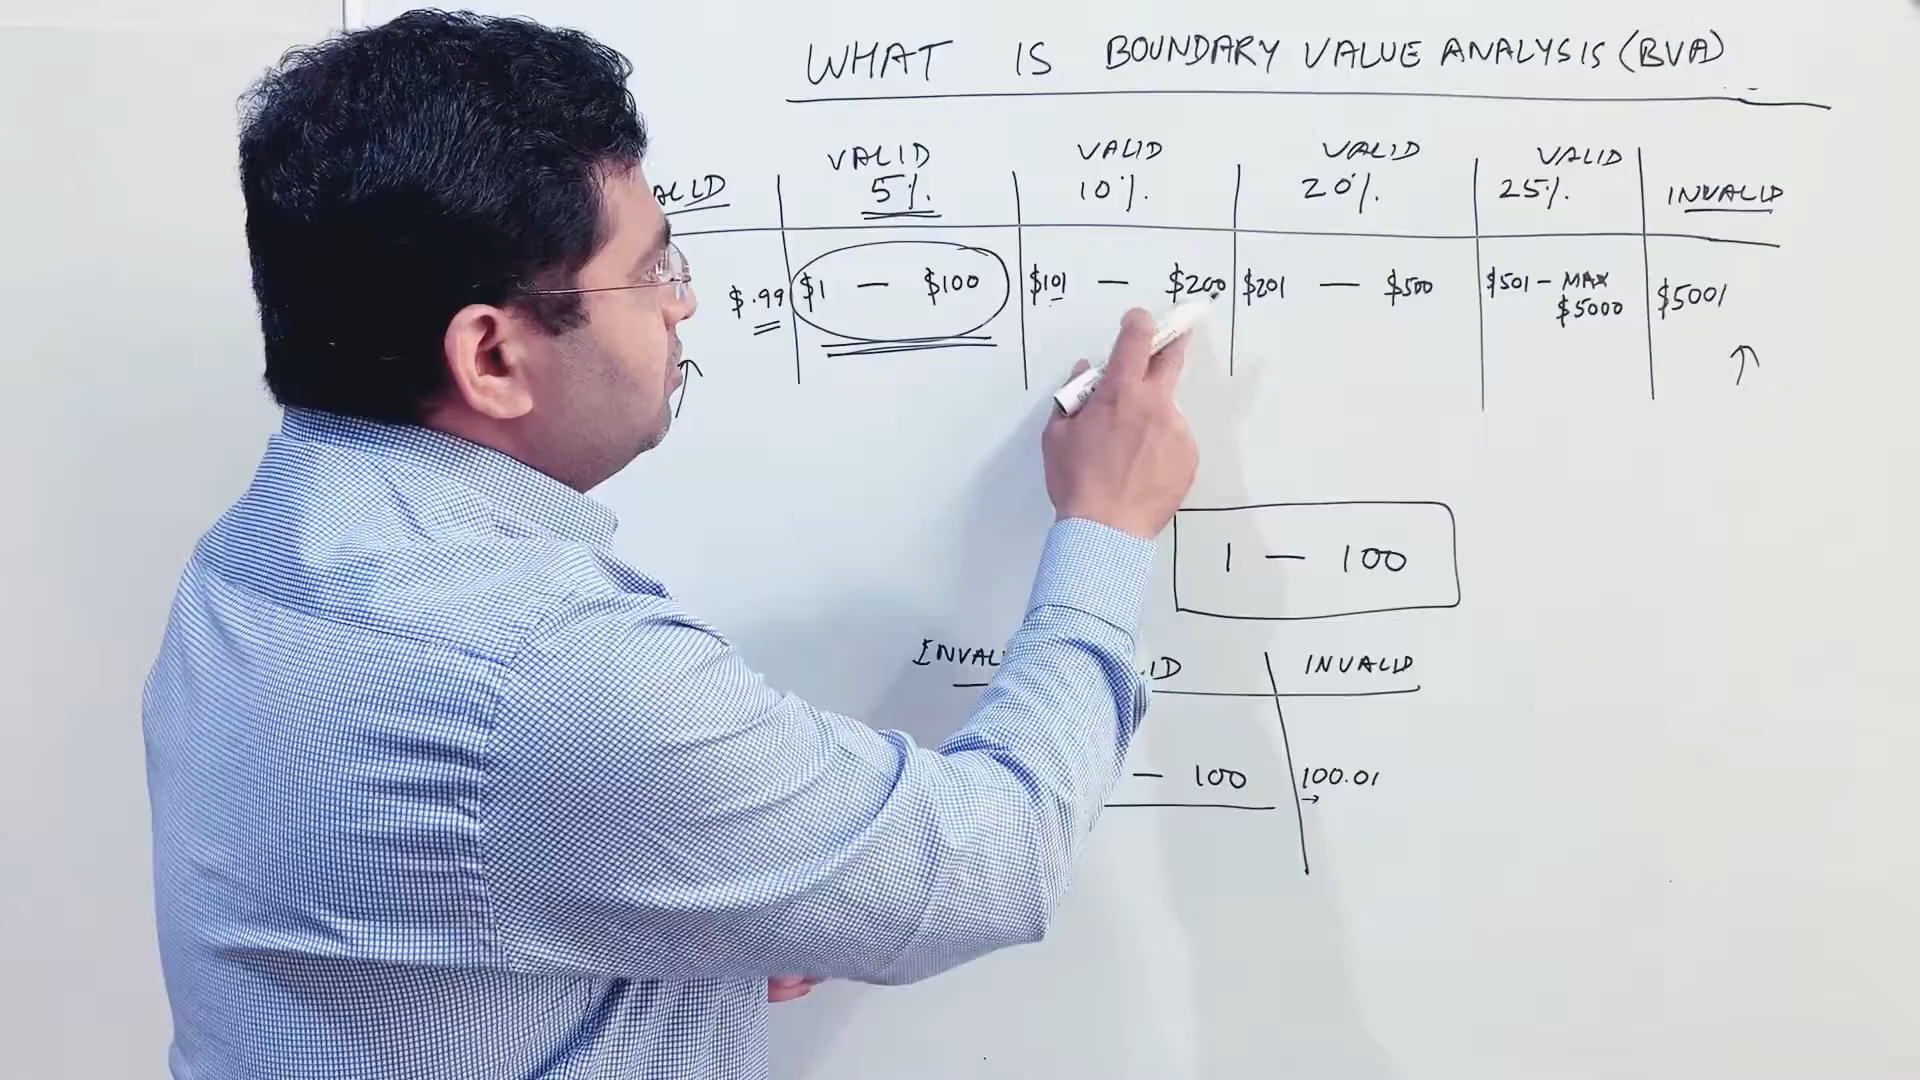 WHAT IS BOUNDARY VALUE ANALYSIS (BVA)
VALID VALID VALID VALID
5%. 10%. 20%. 25%. INVALID
$.99 $1 — $100 $101 — $200 $201 — $500 $501 - MAX $5001
$5000
1 — 100
INVALID
— 100 100.01